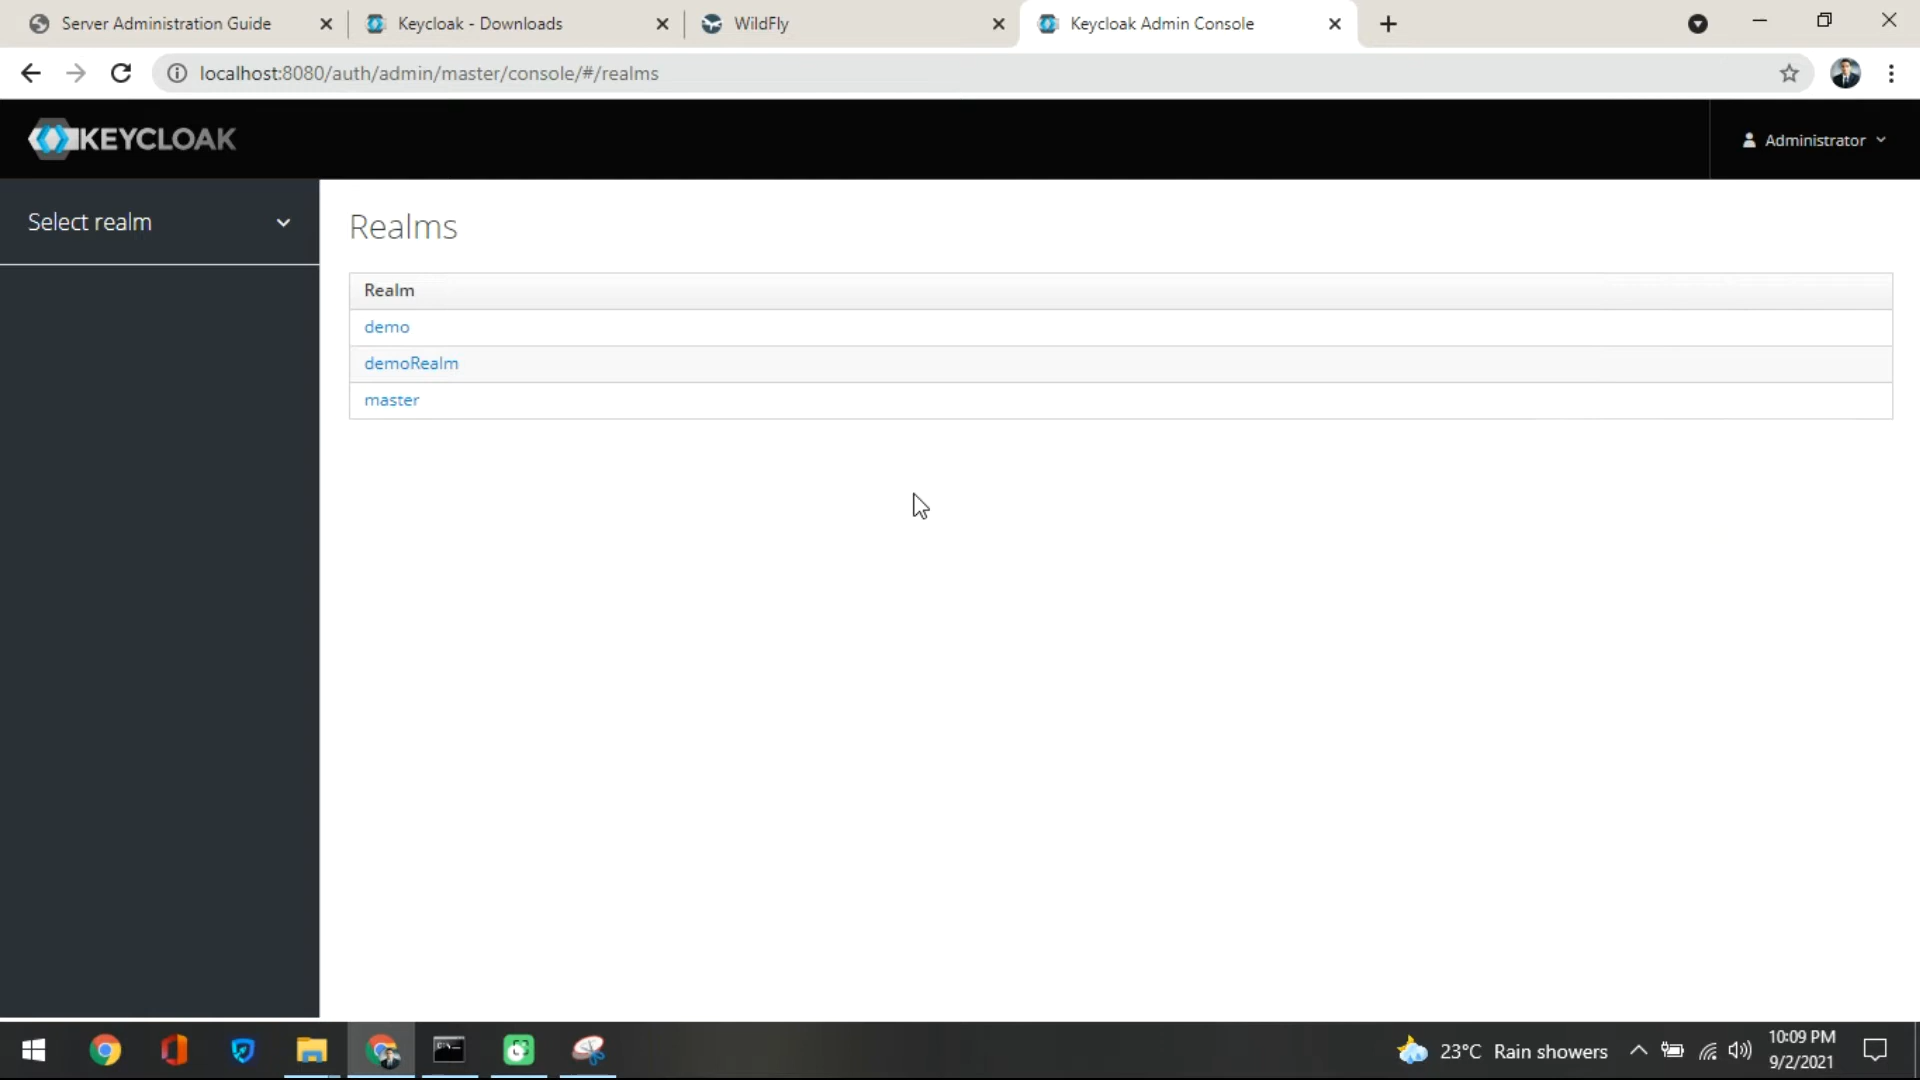 Server Administration Guide
Keycloak - Downloads
WildFly
Keycloak Admin Console
localhost:8080/auth/admin/master/console/#/realms
KEYCLOAK
Administrator
Select realm
Realms
Realm
demo
demoRealm
master
23°C Rain showers
10:09 PM
9/2/2021